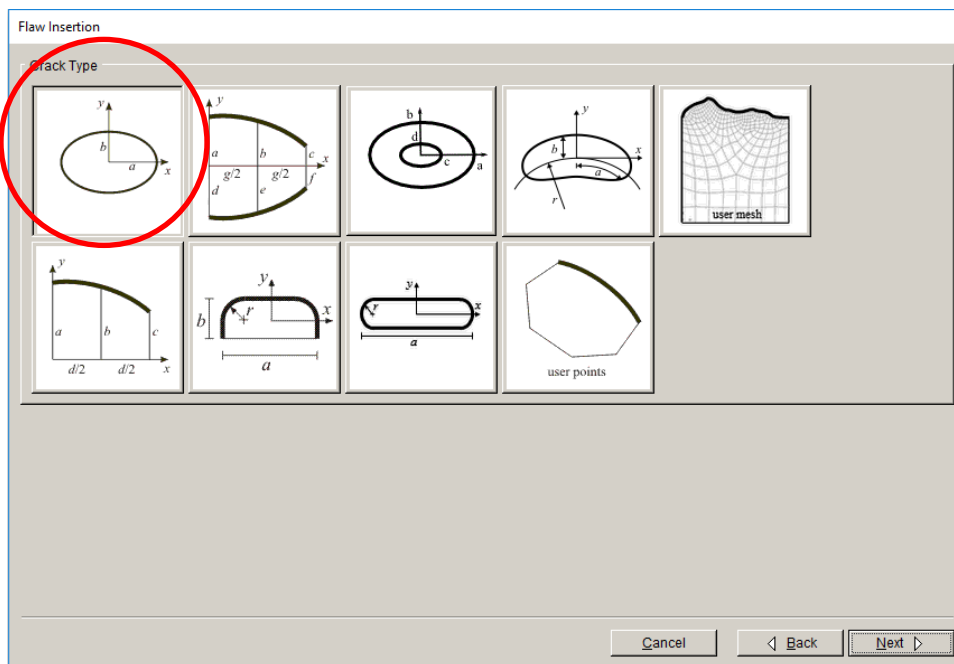 Flaw Insertion
Crack Type
y
b
a
x
y
a
b
c
x
g/2
g/2
f
d
e
b
d
c
a
y
b
x
a
r
user mesh
y
a
b
c
d/2
d/2
x
y
b
r
x
a
y
r
x
a
user points
Cancel
Back
Next